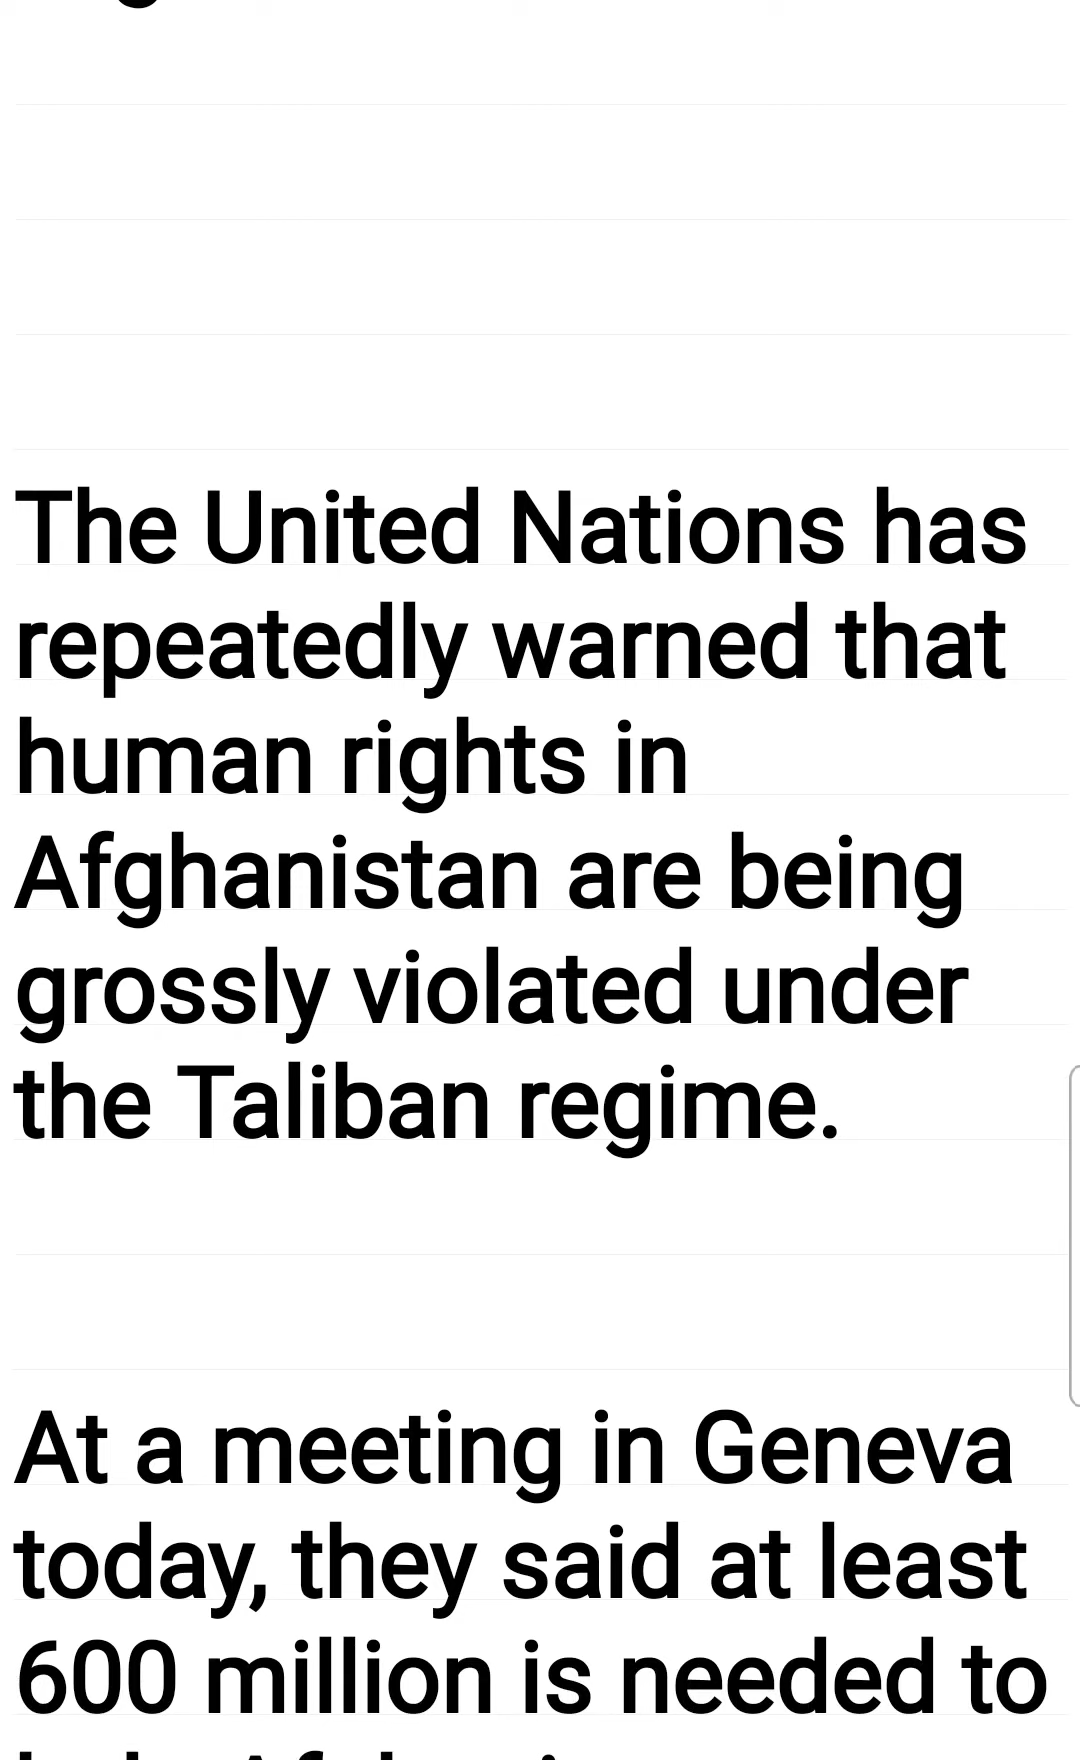 The United Nations has
repeatedly warned that
human rights in
Afghanistan are being
grossly violated under
the Taliban regime.
At a meeting in Geneva
today, they said at least
600 million is needed to